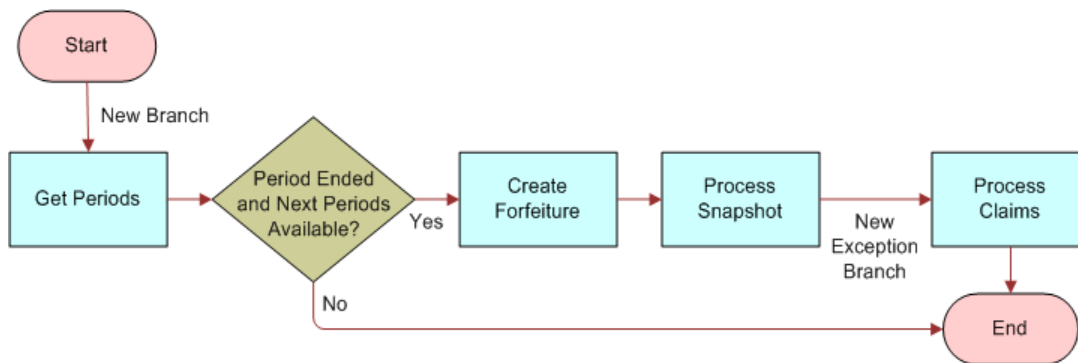 Start
New Branch
Get Periods
Period Ended
and Next Periods
Available?
Yes
No
Create
Forfeiture
Process
Snapshot
New
Exception
Branch
Process
Claims
End